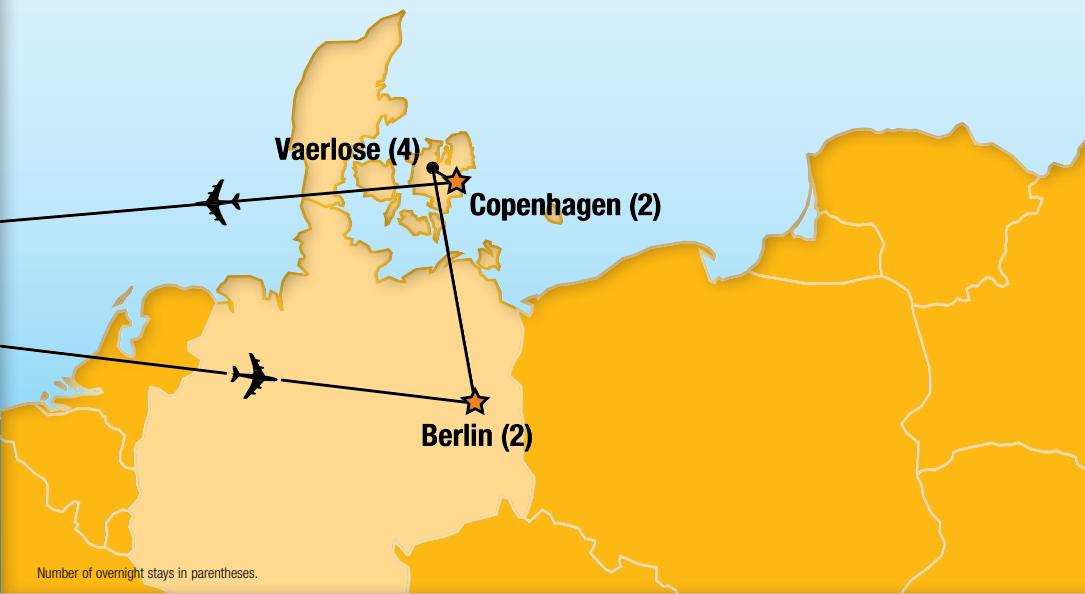 Vaerlose (4)
Copenhagen (2)
Berlin (2)
Number of overnight stays in parentheses.